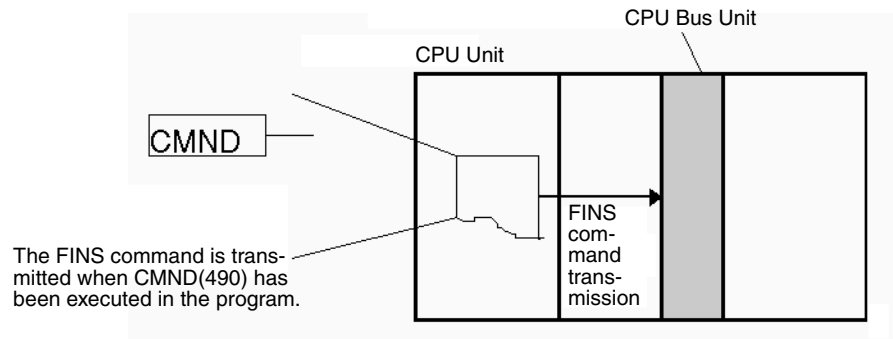 CPU Bus Unit
CPU Unit
CMND
FINS
com-
mand
trans-
mission
The FINS command is trans-
mitted when CMND(490) has
been executed in the program.